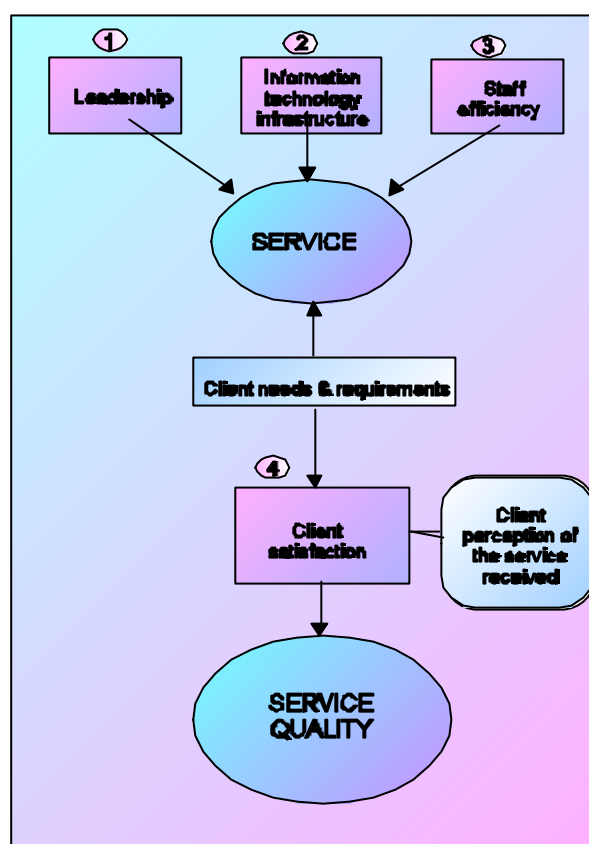 1
2
3
Leadership
Information
technology
infrastructure
Staff
efficiency
SERVICE
Client needs & requirements
4
Client
satisfaction
Client
perception of
the service
received
SERVICE
QUALITY